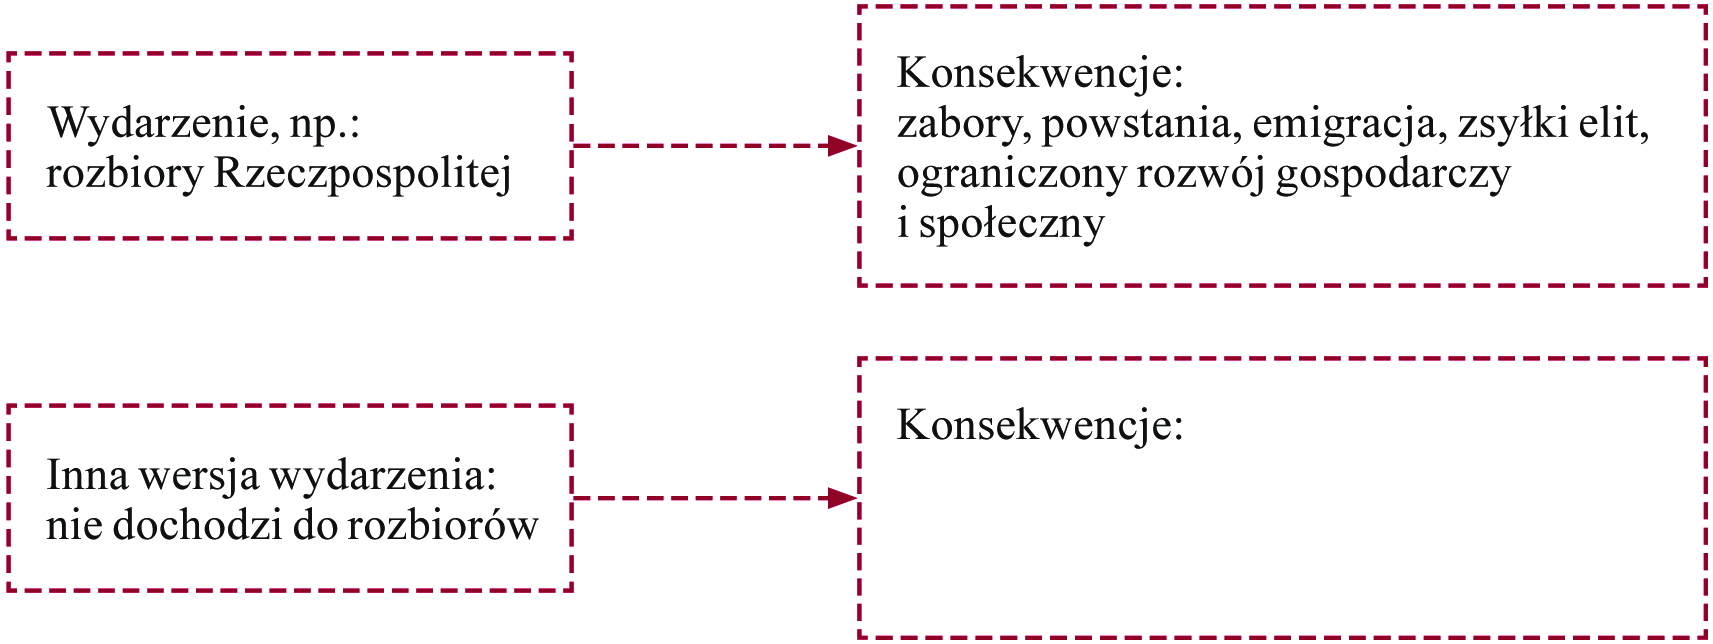 Wydarzenie, np.:
rozbiory Rzeczpospolitej
Konsekwencje:
zabory, powstania, emigracja, zsyłki elit,
ograniczony rozwój gospodarczy
i społeczny
Inna wersja wydarzenia:
nie dochodzi do rozbiorów
Konsekwencje: